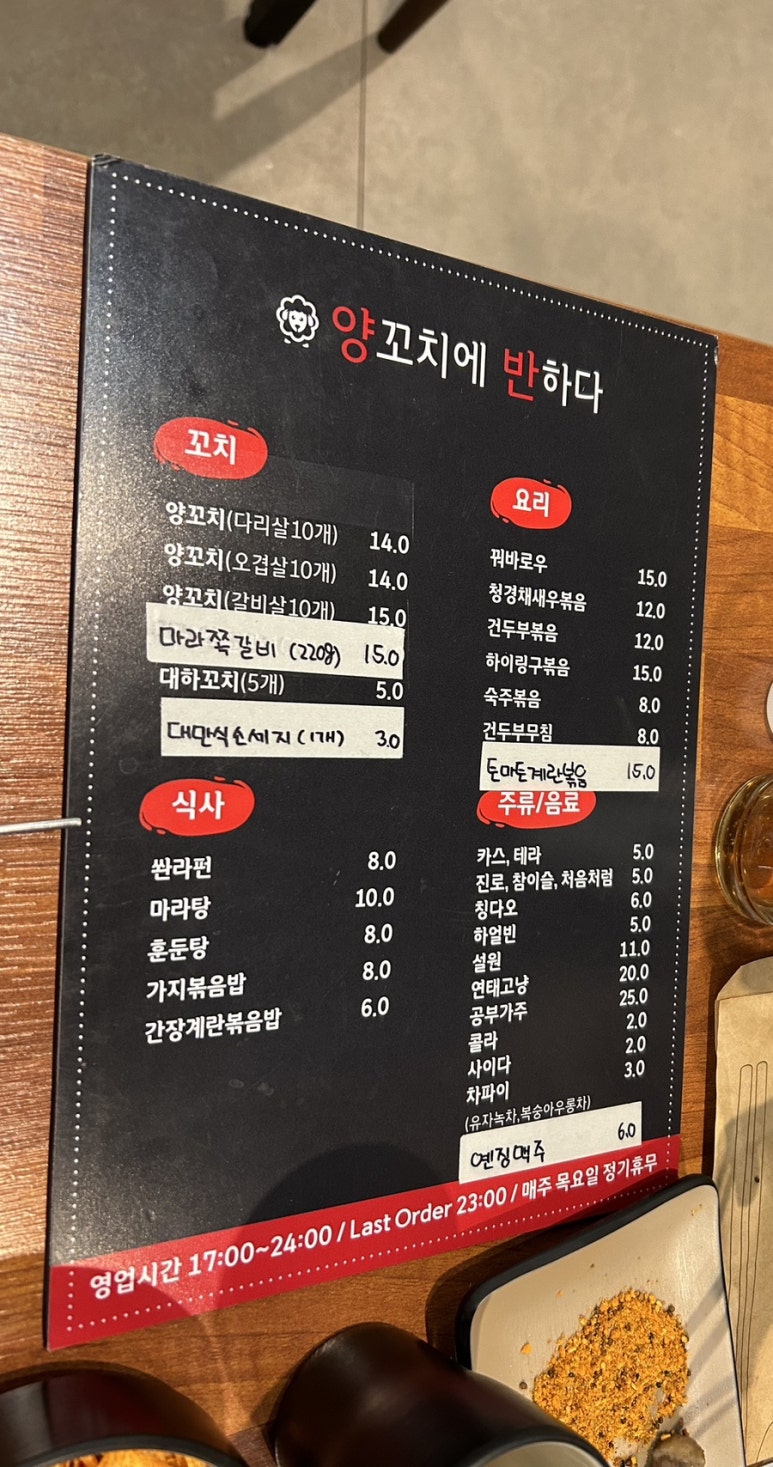 양꼬치에 반하다
꼬치
양꼬치(다리살10개) 14.0
양꼬치(오겹살10개) 14.0
양꼬치(갈비살10개) 15.0
마라쪽갈비 (220g) 15.0
대하꼬치(5개) 5.0
대만식소세지 (1개) 3.0
식사
쏸라펀 8.0
마라탕 10.0
훈둔탕 8.0
가지볶음밥 8.0
간장계란볶음밥 6.0
요리
꿔바로우 15.0
청경채새우볶음 12.0
건두부볶음 12.0
하이링구볶음 15.0
숙주볶음 8.0
건두부무침 8.0
토마토계란볶음 15.0
주류/음료
카스, 테라 5.0
진로, 참이슬, 처음처럼 5.0
칭다오 6.0
하얼빈 5.0
설원 11.0
연태고냥 20.0
공부가주 25.0
콜라 2.0
사이다 2.0
차파이 3.0
(유자녹차,복숭아우롱차)
옌징맥주 6.0
영업시간 17:00~24:00 / Last Order 23:00 / 매주 목요일 정기휴무